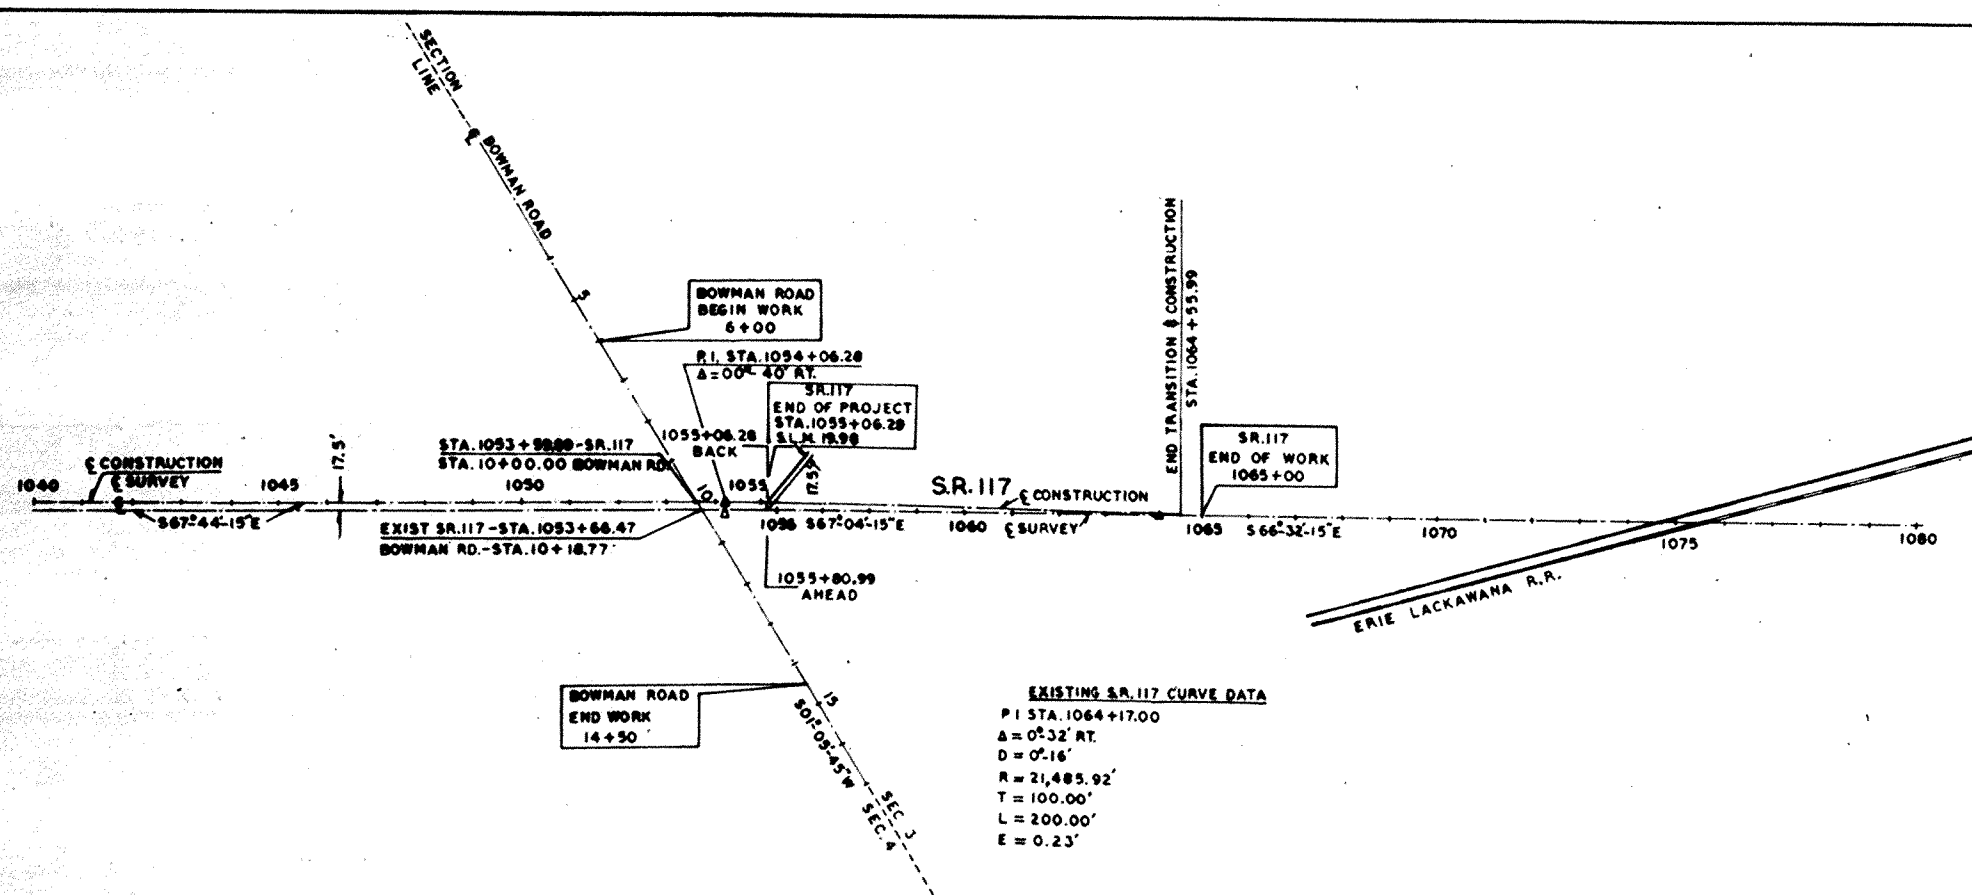 SECTION
LINE
℄ BOWMAN ROAD
5
BOWMAN ROAD
BEGIN WORK
6+00
P.I. STA. 1054+06.28
Δ=00°-40' RT.
S.R.117
END OF PROJECT
STA.1055+06.28
S.L.M. 19.98
1055+06.28
BACK
STA. 1053+ -SR.117
STA. 10+00.00 BOWMAN RD.
17.5'
℄ CONSTRUCTION
℄ SURVEY
1040
1045
1050
10
1055
17.59'
S67°-44'-15"E
EXIST SR.117-STA.1053+66.47
BOWMAN RD.-STA.10+18.77
1056
S67°-04'-15"E
1055+80.99
AHEAD
S.R. 117
℄ CONSTRUCTION
1060
℄ SURVEY
END TRANSITION & CONSTRUCTION
STA. 1064+55.99
SR.117
END OF WORK
1065+00
1065
S66°-32'-15"E
1070
1075
1080
ERIE LACKAWANA R.R.
BOWMAN ROAD
END WORK
14+50
15
S01°-05'-45"W
SEC. 3
SEC. 4
EXISTING S.R. 117 CURVE DATA
P I STA. 1064+17.00
Δ = 0°-32' RT.
D = 0°-16'
R = 21,485.92'
T = 100.00'
L = 200.00'
E = 0.23'